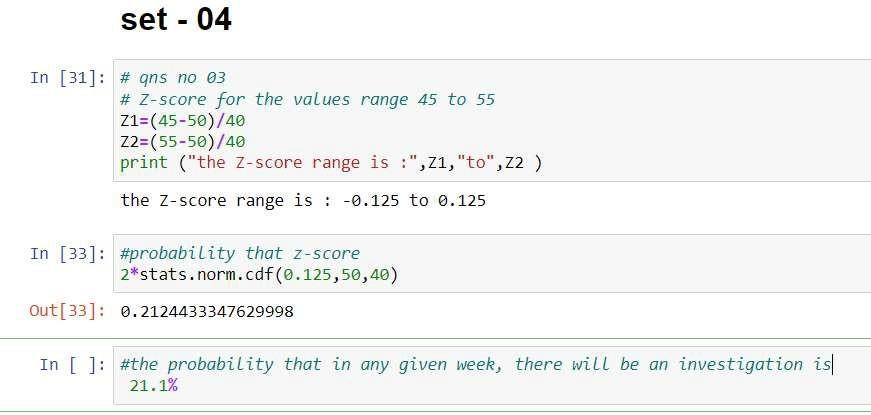 set - 04
In [31]: # qns no 03
# Z-score for the values range 45 to 55
Z1=(45-50)/40
Z2=(55-50)/40
print ("the Z-score range is :",Z1,"to",Z2 )
the Z-score range is : -0.125 to 0.125
In [33]: #probability that z-score
2*stats.norm.cdf(0.125,50,40)
Out[33]: 0.2124433347629998
In [ ]: #the probability that in any given week, there will be an investigation is
21.1%